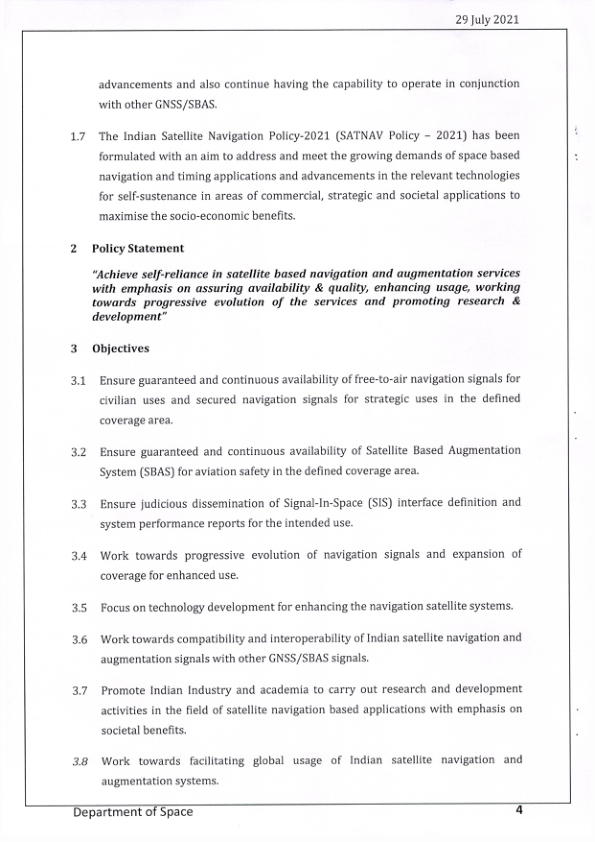 29 July 2021
advancements and also continue having the capability to operate in conjunction
with other GNSS/SBAS.
1.7 The Indian Satellite Navigation Policy-2021 (SATNAV Policy – 2021) has been
formulated with an aim to address and meet the growing demands of space based
navigation and timing applications and advancements in the relevant technologies
for self-sustenance in areas of commercial, strategic and societal applications to
maximise the socio-economic benefits.
2 Policy Statement
"Achieve self-reliance in satellite based navigation and augmentation services
with emphasis on assuring availability & quality, enhancing usage, working
towards progressive evolution of the services and promoting research &
development"
3 Objectives
3.1 Ensure guaranteed and continuous availability of free-to-air navigation signals for
civilian uses and secured navigation signals for strategic uses in the defined
coverage area.
3.2 Ensure guaranteed and continuous availability of Satellite Based Augmentation
System (SBAS) for aviation safety in the defined coverage area.
3.3 Ensure judicious dissemination of Signal-In-Space (SIS) interface definition and
system performance reports for the intended use.
3.4 Work towards progressive evolution of navigation signals and expansion of
coverage for enhanced use.
3.5 Focus on technology development for enhancing the navigation satellite systems.
3.6 Work towards compatibility and interoperability of Indian satellite navigation and
augmentation signals with other GNSS/SBAS signals.
3.7 Promote Indian Industry and academia to carry out research and development
activities in the field of satellite navigation based applications with emphasis on
societal benefits.
3.8 Work towards facilitating global usage of Indian satellite navigation and
augmentation systems.
Department of Space 4